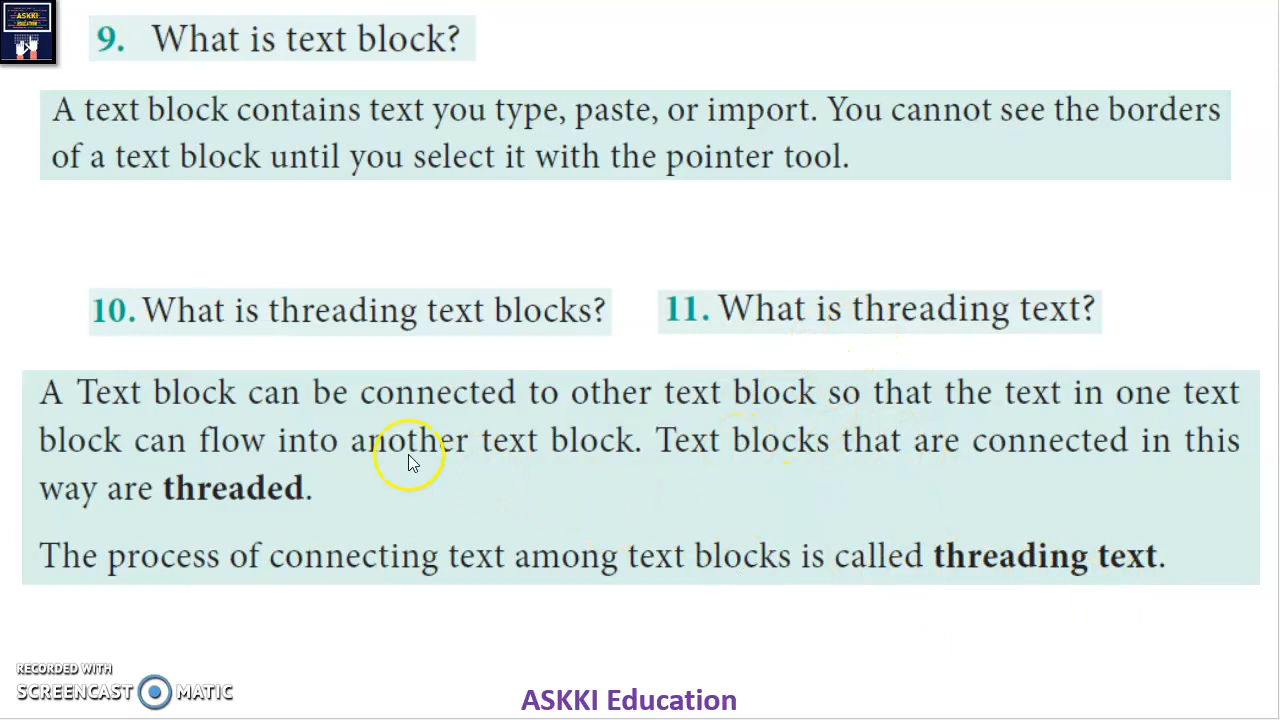 ASKKI
EDUCATION
9. What is text block?
A text block contains text you type, paste, or import. You cannot see the borders
of a text block until you select it with the pointer tool.
10. What is threading text blocks?
11. What is threading text?
A Text block can be connected to other text block so that the text in one text
block can flow into another text block. Text blocks that are connected in this
way are threaded.
The process of connecting text among text blocks is called threading text.
RECORDED WITH
SCREENCAST MATIC
ASKKI Education